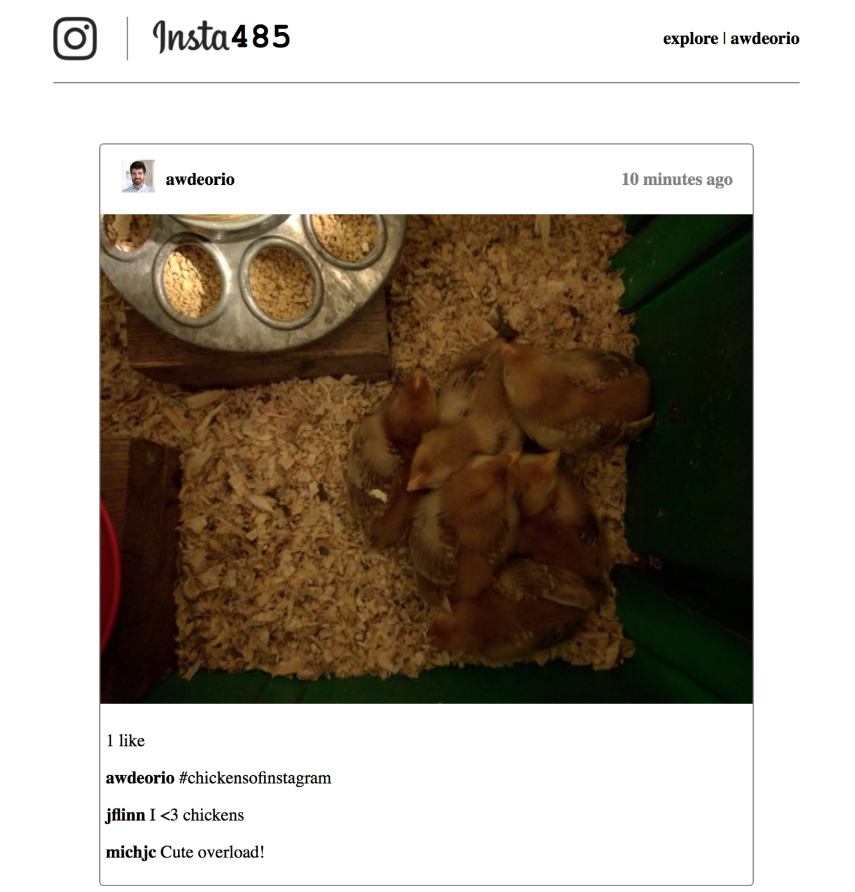 Insta485
explore | awdeorio
awdeorio
10 minutes ago
1 like
awdeorio #chickensofinstagram
jflinn I <3 chickens
michjc Cute overload!